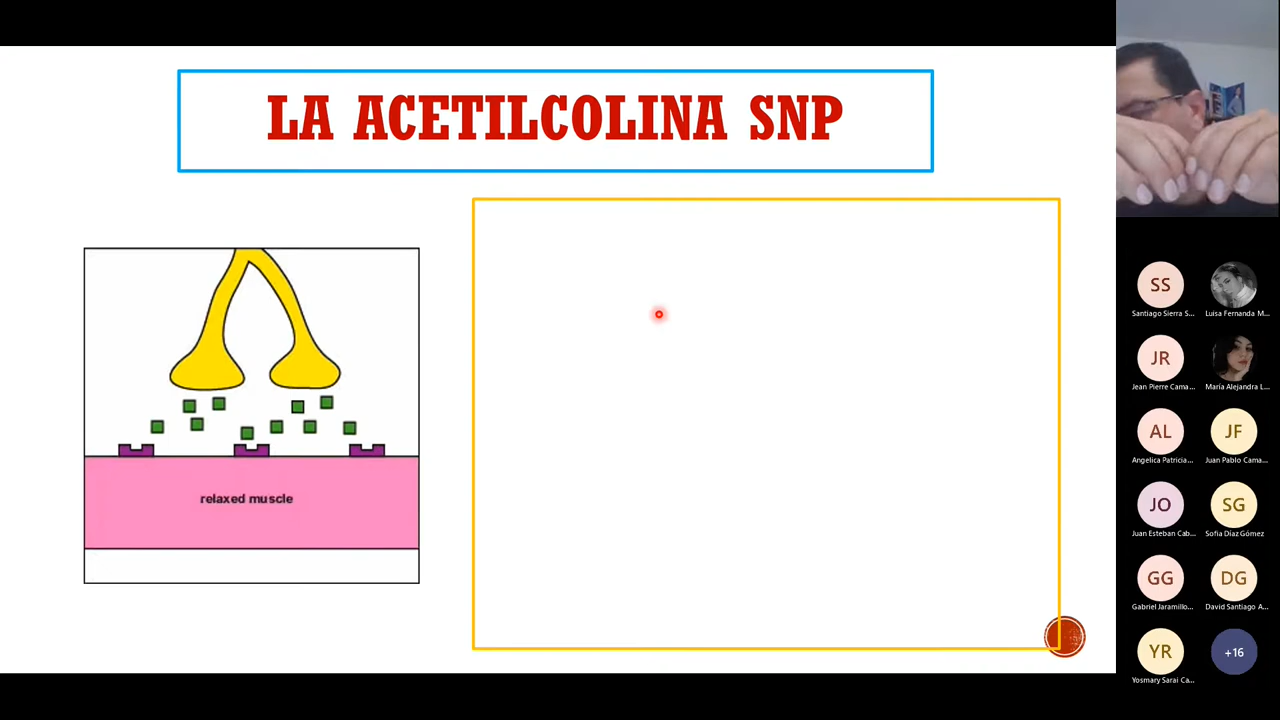 LA ACETILCOLINA SNP
relaxed muscle
SS
Santiago Sierra S...
Luisa Fernanda M...
JR
Jean Pierre Cama...
María Alejandra L...
AL
JF
Angelica Patricia...
Juan Pablo Cama...
JO
SG
Juan Esteban Cab...
Sofia Díaz Gómez
GG
DG
Gabriel Jaramillo...
David Santiago A...
YR
+16
Yosmary Sarai Ca...